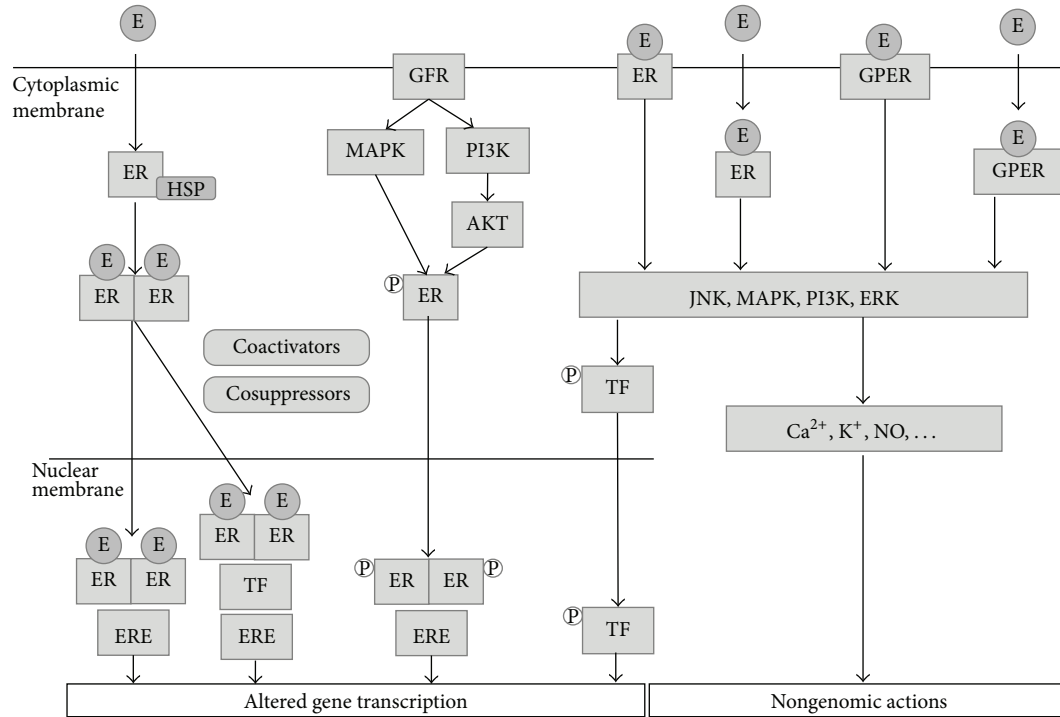 E
E
E
E
E
Cytoplasmic
membrane
GFR
ER
GPER
MAPK
PI3K
E
E
ER
HSP
ER
GPER
AKT
E
E
ER
ER
P
ER
JNK, MAPK, PI3K, ERK
Coactivators
Cosuppressors
P
TF
Ca²⁺, K⁺, NO, ...
Nuclear
membrane
E
E
ER
ER
E
E
ER
ER
TF
P
ER
ER
P
ERE
ERE
ERE
P
TF
Altered gene transcription
Nongenomic actions